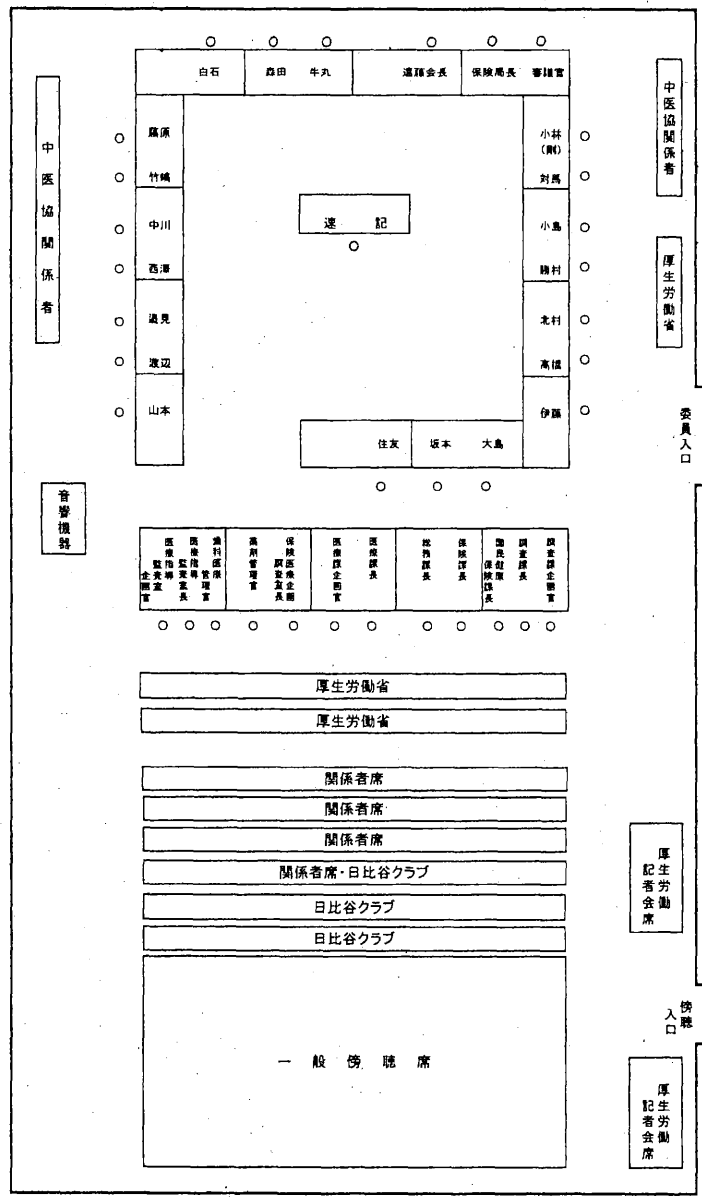 白石 森田 牛丸 遠藤会長 保険局長 審議官
中医協関係者
中医協関係者
藤原
竹嶋
中川
西澤
邉見
渡辺
山本
小林
(剛)
対馬
小島
勝村
北村
高橋
伊藤
速 記
厚生労働省
委員入口
住友 坂本 大島
音響機器
医療指導
監査室
企画官
医療指導
監査室長
歯科医療
管理官
薬剤管理官
保険医療企画
調査室長
医療課企画官
医療課長
総務課長
保険課長
国民健康
保険課長
調査課長
調査課企画官
厚生労働省
厚生労働省
関係者席
関係者席
関係者席
関係者席・日比谷クラブ
日比谷クラブ
日比谷クラブ
厚生労働
記者会席
一 般 傍 聴 席
傍聴
入口
厚生労働
記者会席